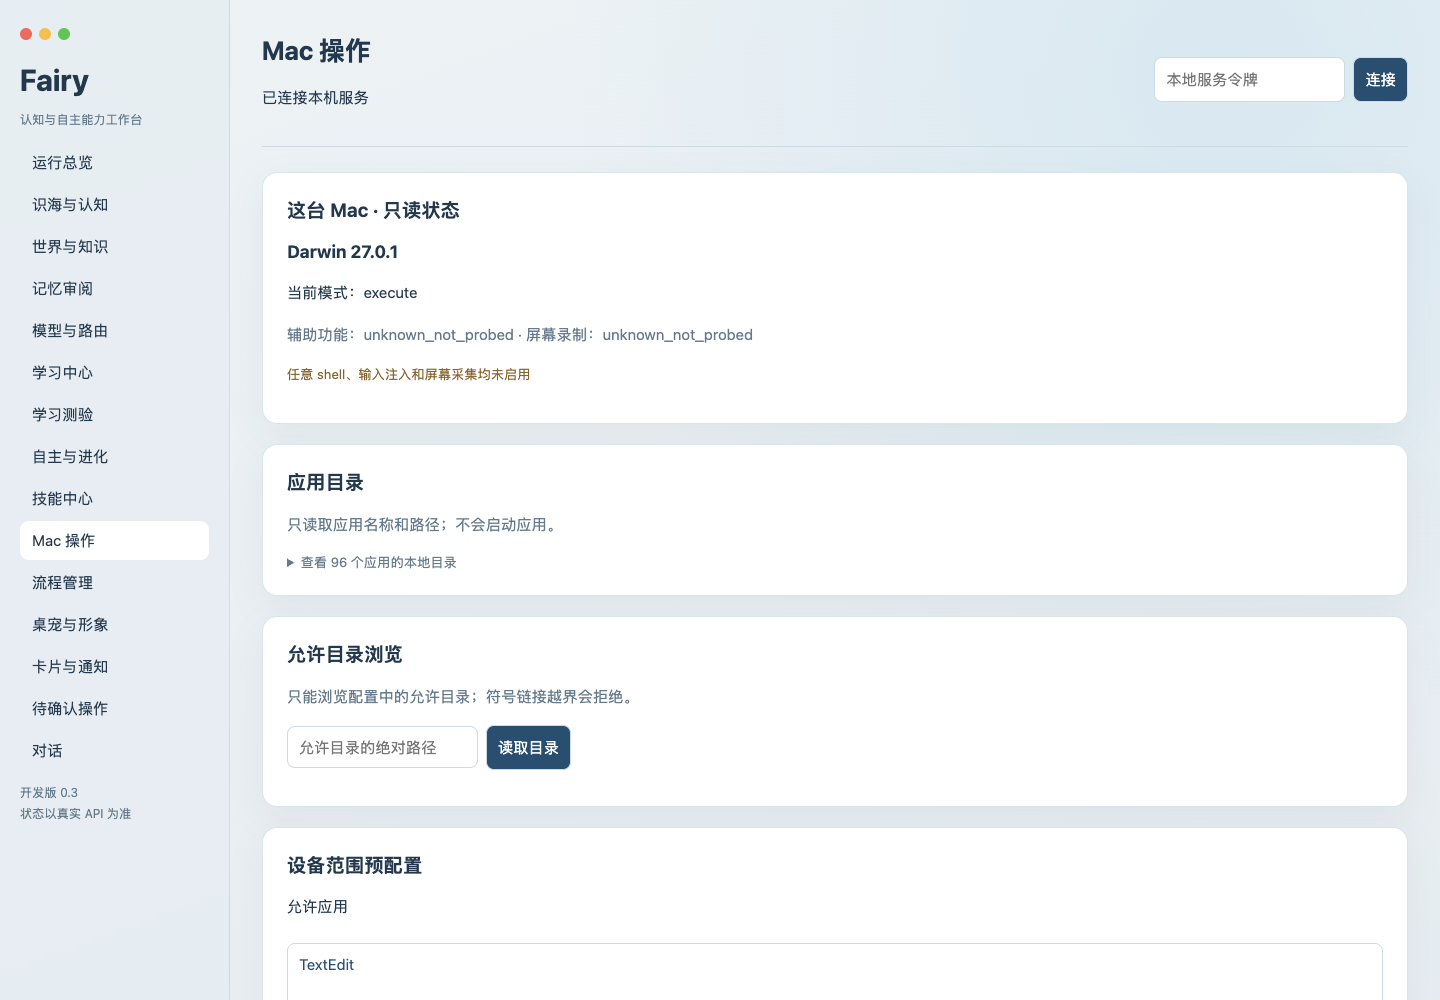 Fairy
认知与自主能力工作台
运行总览
识海与认知
世界与知识
记忆审阅
模型与路由
学习中心
学习测验
自主与进化
技能中心
Mac 操作
流程管理
桌宠与形象
卡片与通知
待确认操作
对话
开发版 0.3
状态以真实 API 为准
Mac 操作
已连接本机服务
本地服务令牌
连接
这台 Mac · 只读状态
Darwin 27.0.1
当前模式：execute
辅助功能：unknown_not_probed · 屏幕录制：unknown_not_probed
任意 shell、输入注入和屏幕采集均未启用
应用目录
只读取应用名称和路径；不会启动应用。
查看 96 个应用的本地目录
允许目录浏览
只能浏览配置中的允许目录；符号链接越界会拒绝。
允许目录的绝对路径
读取目录
设备范围预配置
允许应用
TextEdit